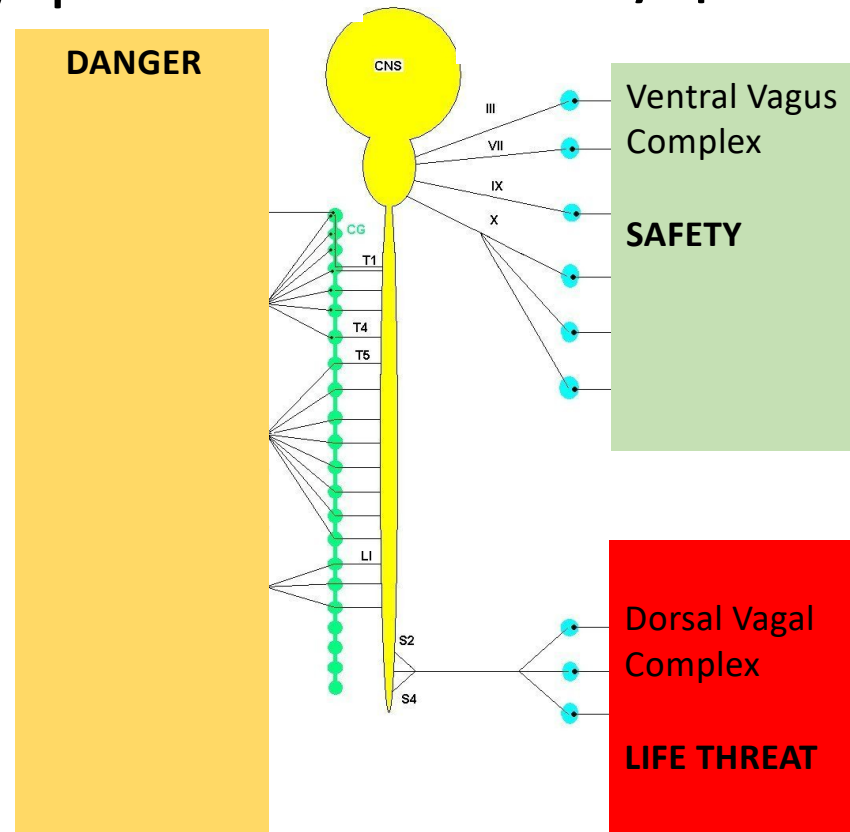 DANGER
CNS
III
VII
IX
X
CG
T1
T4
T5
LI
S2
S4
Ventral Vagus
Complex
SAFETY
Dorsal Vagal
Complex
LIFE THREAT